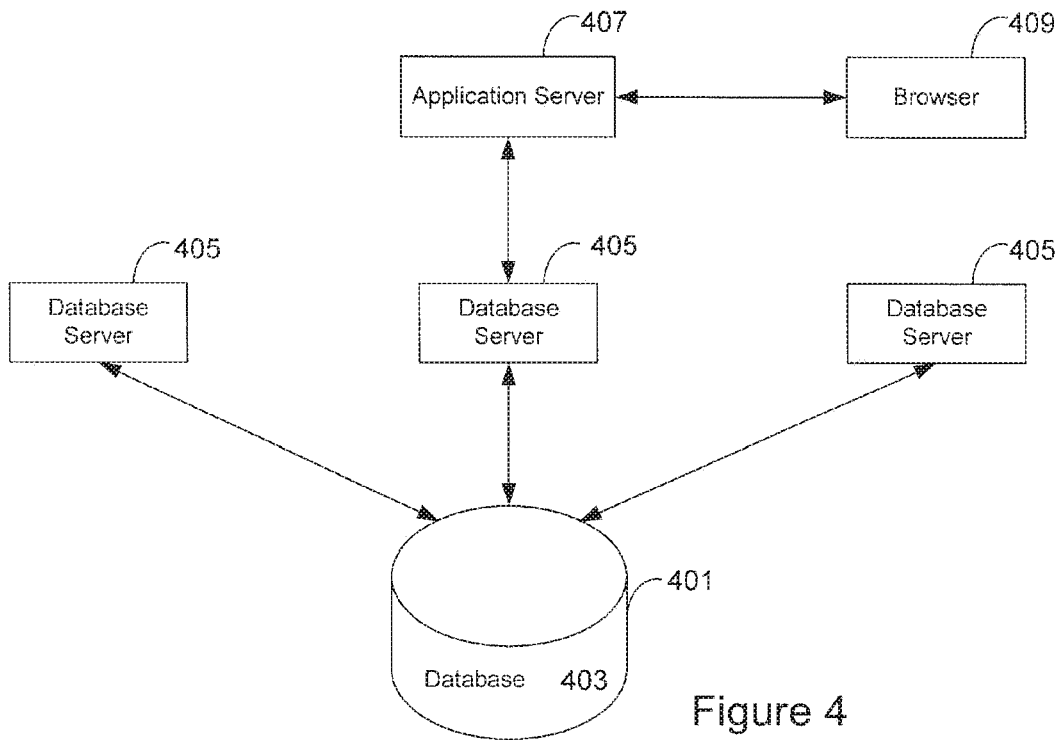 407
409
Application Server
Browser
405
405
405
Database
Server
Database
Server
Database
Server
401
Database 403
Figure 4